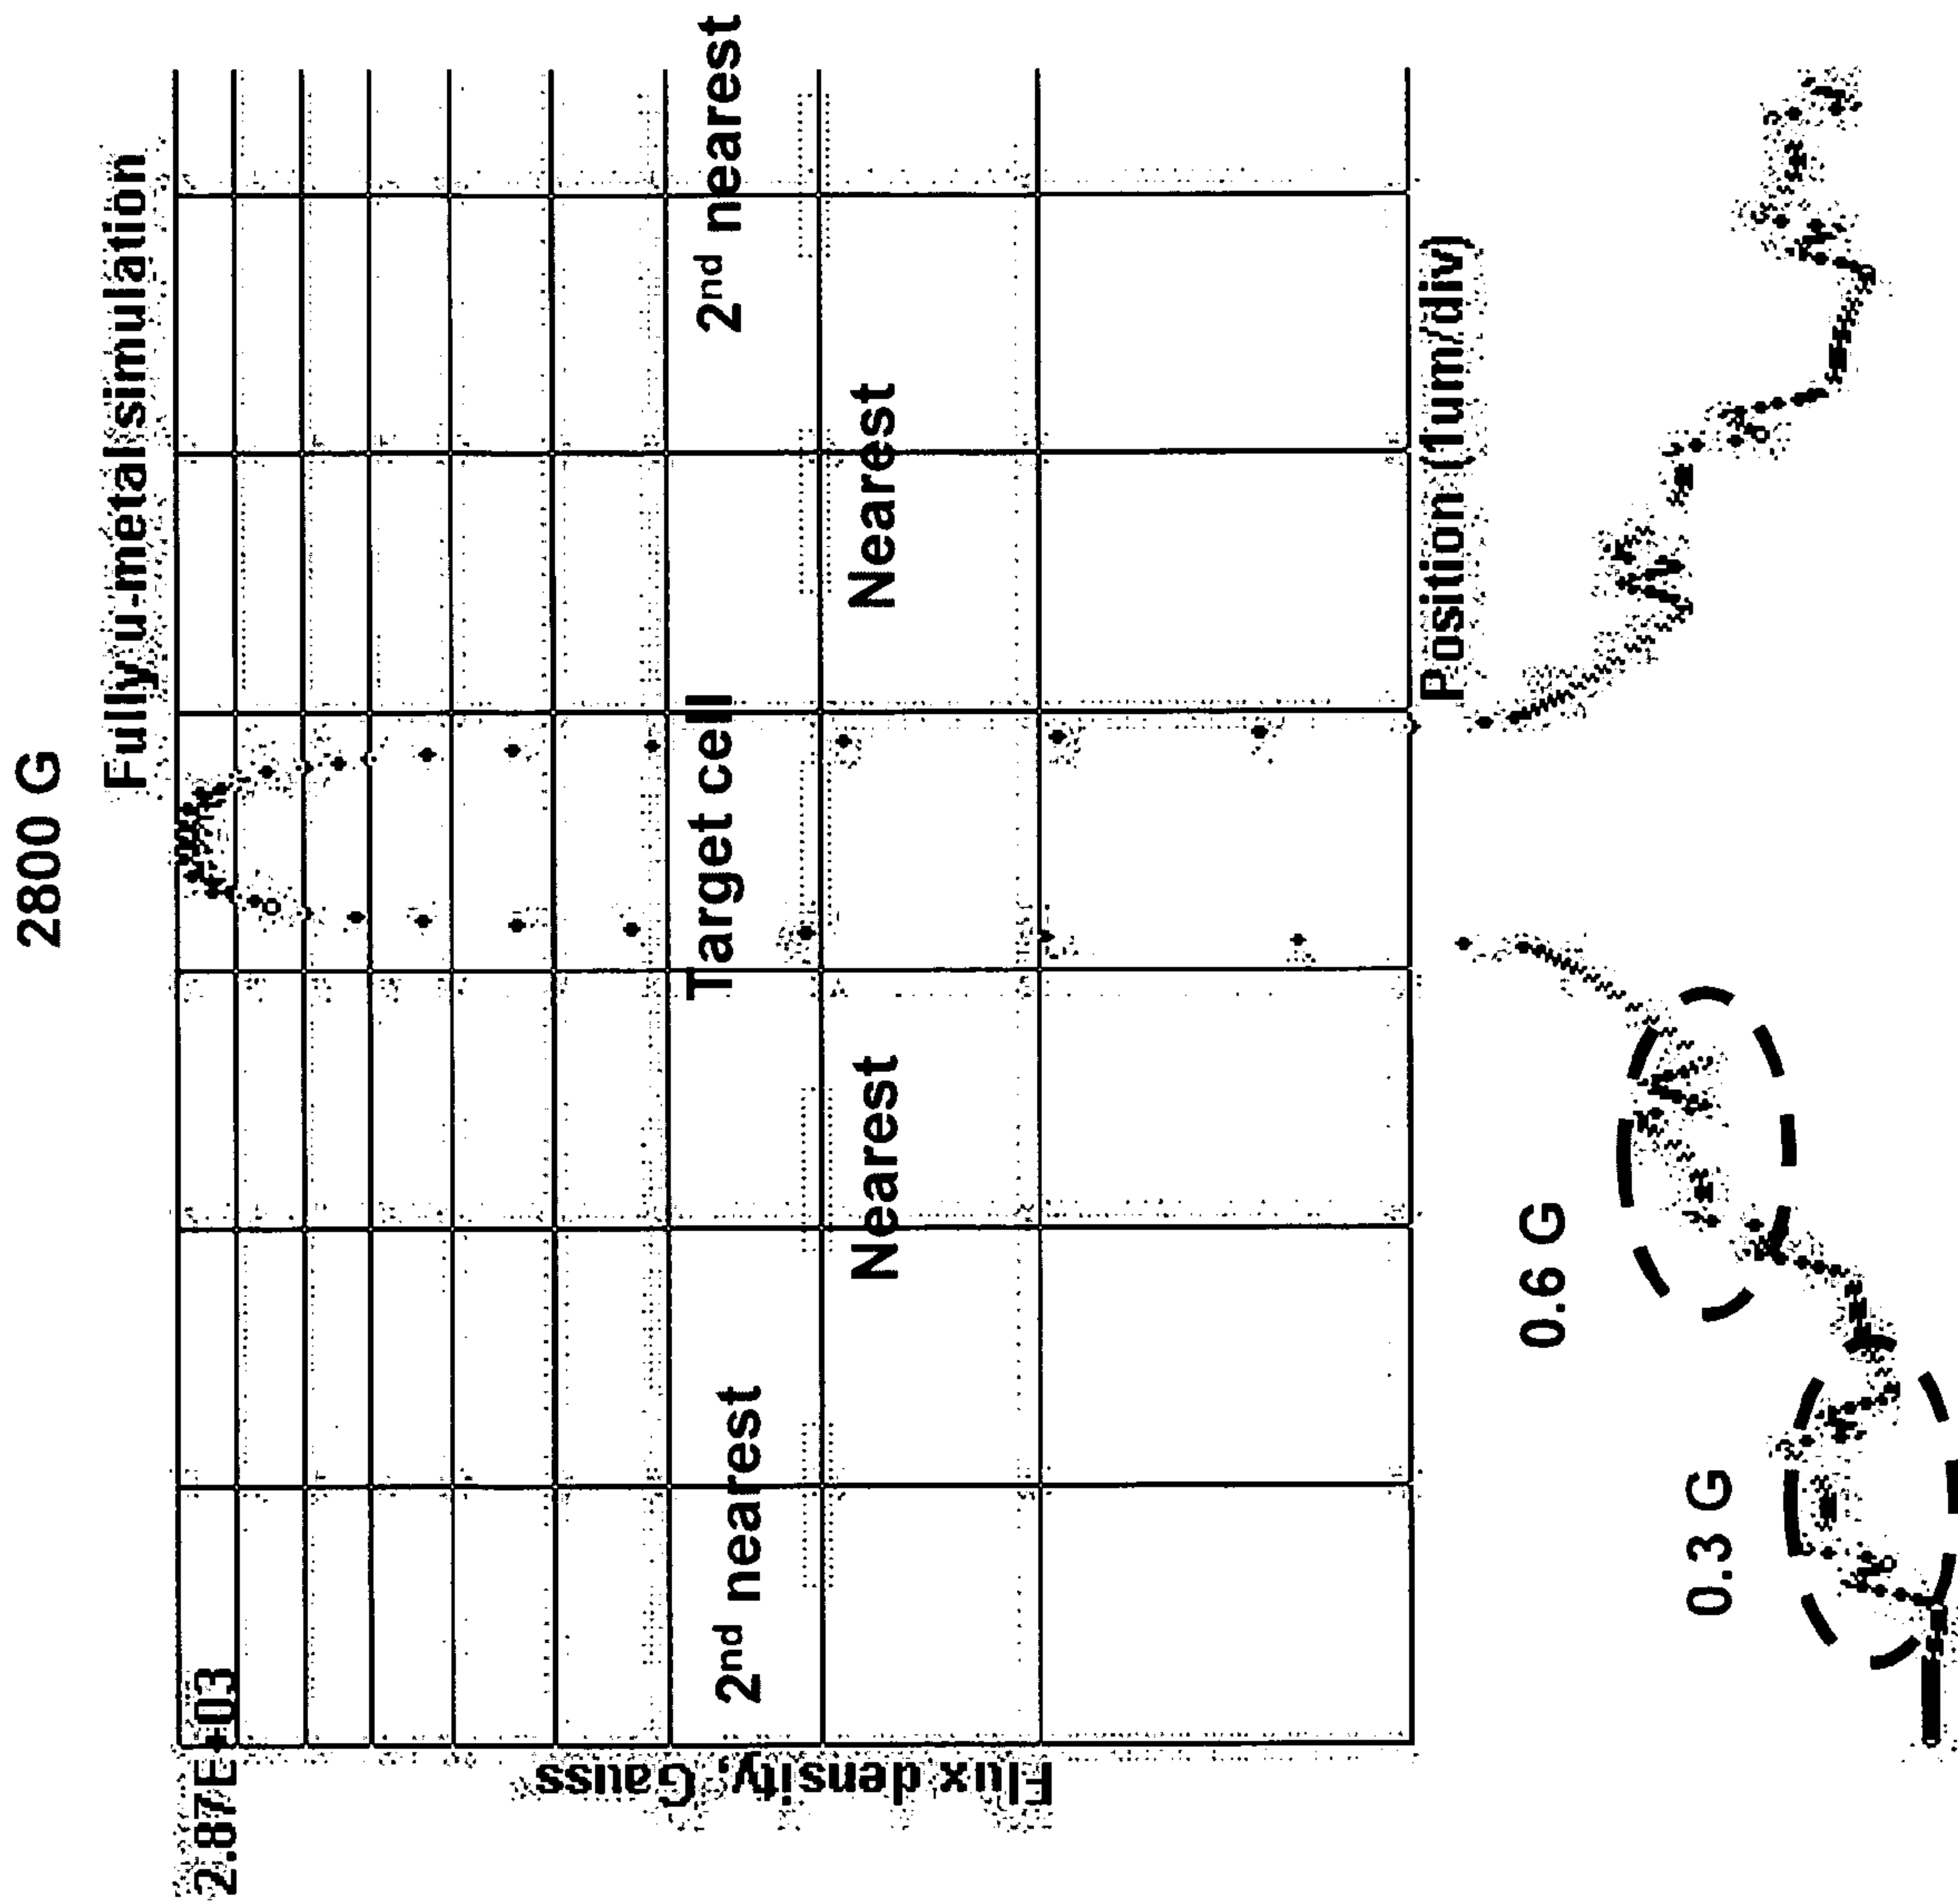 2800 G
Fully u-metal simulation
2.87E+03
Flux density, Gauss
2nd nearest
Nearest
Target cell
Nearest
2nd nearest
Position (1um/div)
0.6 G
0.3 G